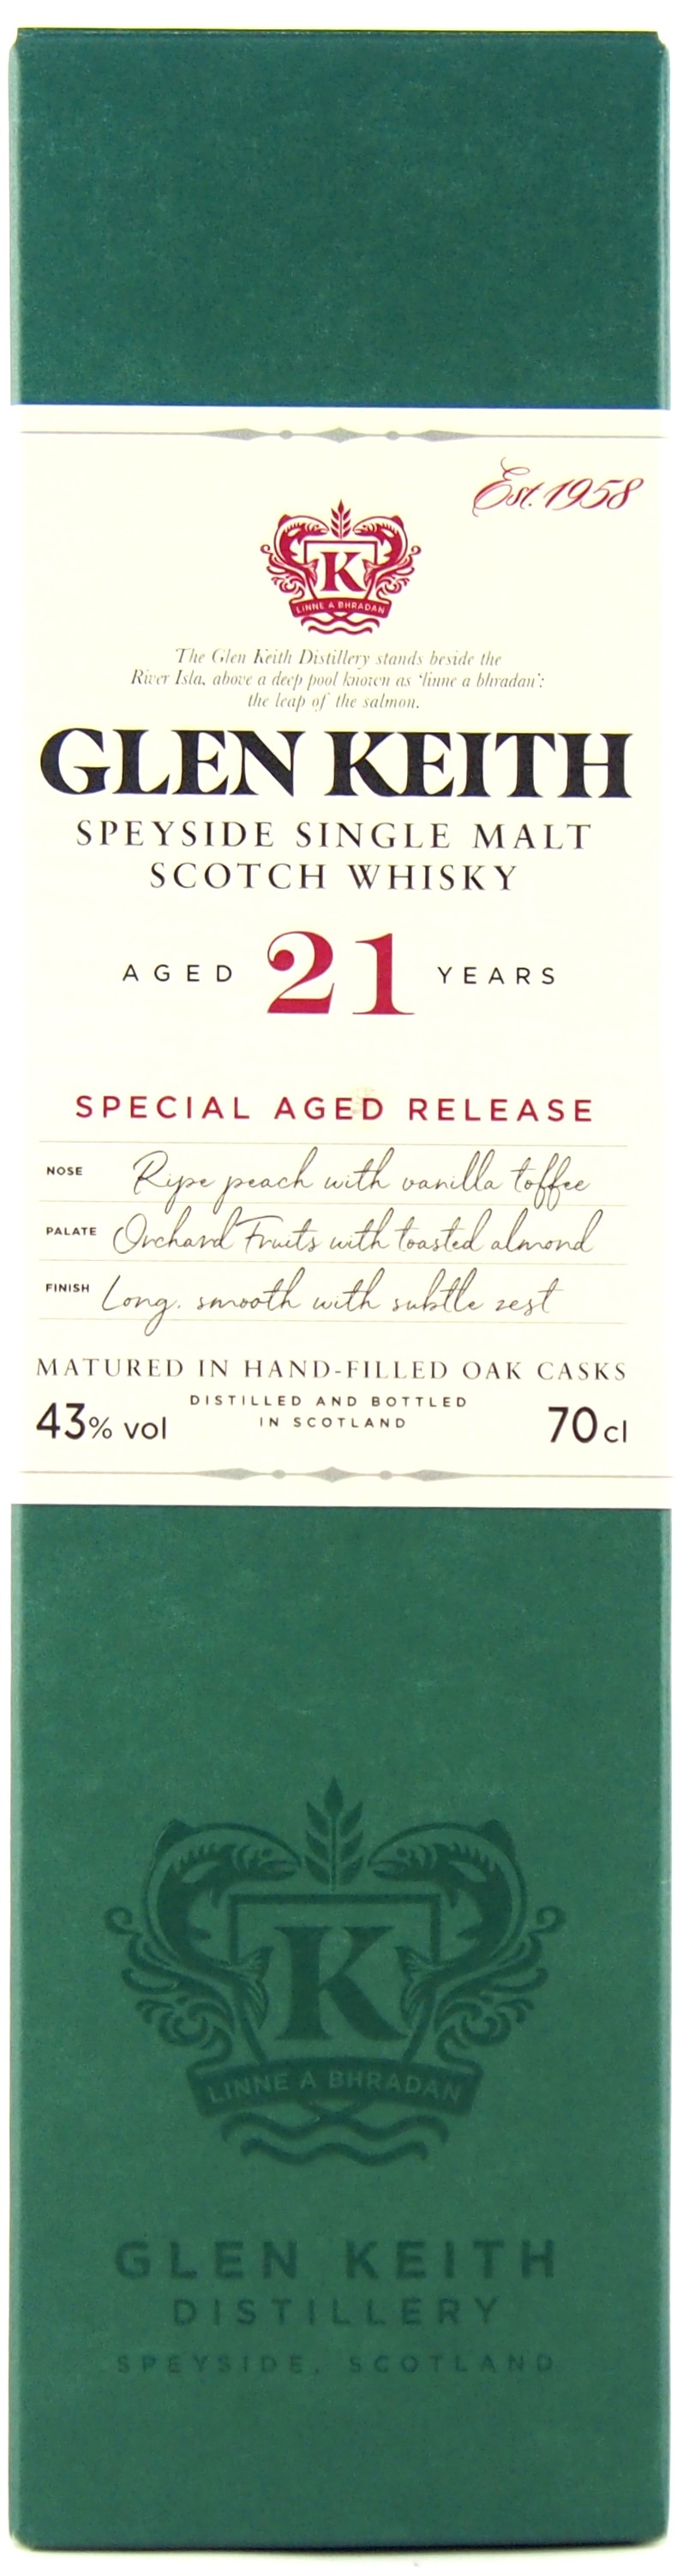 Est. 1958
K
LINNE A BHRADAN
The Glen Keith Distillery stands beside the
River Isla, above a deep pool known as 'linne a bhradan':
the leap of the salmon.
GLEN KEITH
SPEYSIDE SINGLE MALT
SCOTCH WHISKY
AGED 21 YEARS
SPECIAL AGED RELEASE
NOSE Ripe peach with vanilla toffee
PALATE Orchard Fruits with toasted almond
FINISH Long, smooth with subtle zest
MATURED IN HAND-FILLED OAK CASKS
DISTILLED AND BOTTLED
IN SCOTLAND
43% vol
70 cl
K
LINNE A BHRADAN
GLEN KEITH
DISTILLERY
SPEYSIDE, SCOTLAND